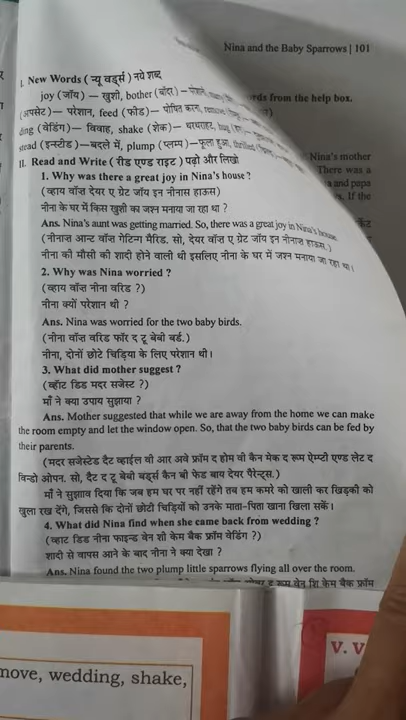 Nina and the Baby Sparrows | 101
I. New Words ( न्यू वर्ड्स ) नये शब्द
joy (जॉय) — खुशी, bother (बॉदर) –
(अपसेट) — परेशान, feed (फीड) — पोषित करना,
ding (वेडिंग) — विवाह, shake (शेक) — थरथराहट,
stead (इन्स्टीड) —बदले में, plump (प्लम्प) —फूला हुआ,
rds from the help box.
Nina's mother
There was a
s and papa
s. If the
II. Read and Write ( रीड एण्ड राइट ) पढ़ो और लिखो
1. Why was there a great joy in Nina's house ?
(व्हाय वॉज देयर ए ग्रेट जॉय इन नीनास हाऊस)
नीना के घर में किस खुशी का जश्न मनाया जा रहा था ?
Ans. Nina's aunt was getting married. So, there was a great joy in Nina's house.
(नीनाज आन्ट वॉज गेटिन्ग मैरिड. सो, देयर वॉज ए ग्रेट जॉय इन नीनाज हाऊस.)
नीना की मौसी की शादी होने वाली थी इसलिए नीना के घर में जश्न मनाया जा रहा था।
2. Why was Nina worried ?
(व्हाय वॉज नीना वरिड ?)
नीना क्यों परेशान थी ?
Ans. Nina was worried for the two baby birds.
(नीना वॉज वरिड फॉर द टू बेबी बर्ड.)
नीना, दोनों छोटे चिड़िया के लिए परेशान थी।
3. What did mother suggest ?
(व्हॉट डिड मदर सजेस्ट ?)
माँ ने क्या उपाय सुझाया ?
Ans. Mother suggested that while we are away from the home we can make
the room empty and let the window open. So, that the two baby birds can be fed by
their parents.
(मदर सजेस्टेड दैट व्हाईल वी आर अवे फ्रॉम द होम वी कैन मेक द रूम ऐम्प्टी एण्ड लेट द
विन्डो ओपन. सो, दैट द टू बेबी बर्ड्स कैन बी फेड बाय देयर पैरेन्ट्स.)
माँ ने सुझाव दिया कि जब हम घर पर नहीं रहेंगे तब हम कमरे को खाली कर खिड़की को
खुला रख देंगे, जिससे कि दोनों छोटी चिड़ियों को उनके माता-पिता खाना खिला सकें।
4. What did Nina find when she came back from wedding ?
(व्हाट डिड नीना फाइन्ड वेन शी केम बैक फ्रॉम वेडिंग ?)
शादी से वापस आने के बाद नीना ने क्या देखा ?
Ans. Nina found the two plump little sparrows flying all over the room.
रूम वेन शि केम बैक फ्रॉम
move, wedding, shake,
V. V